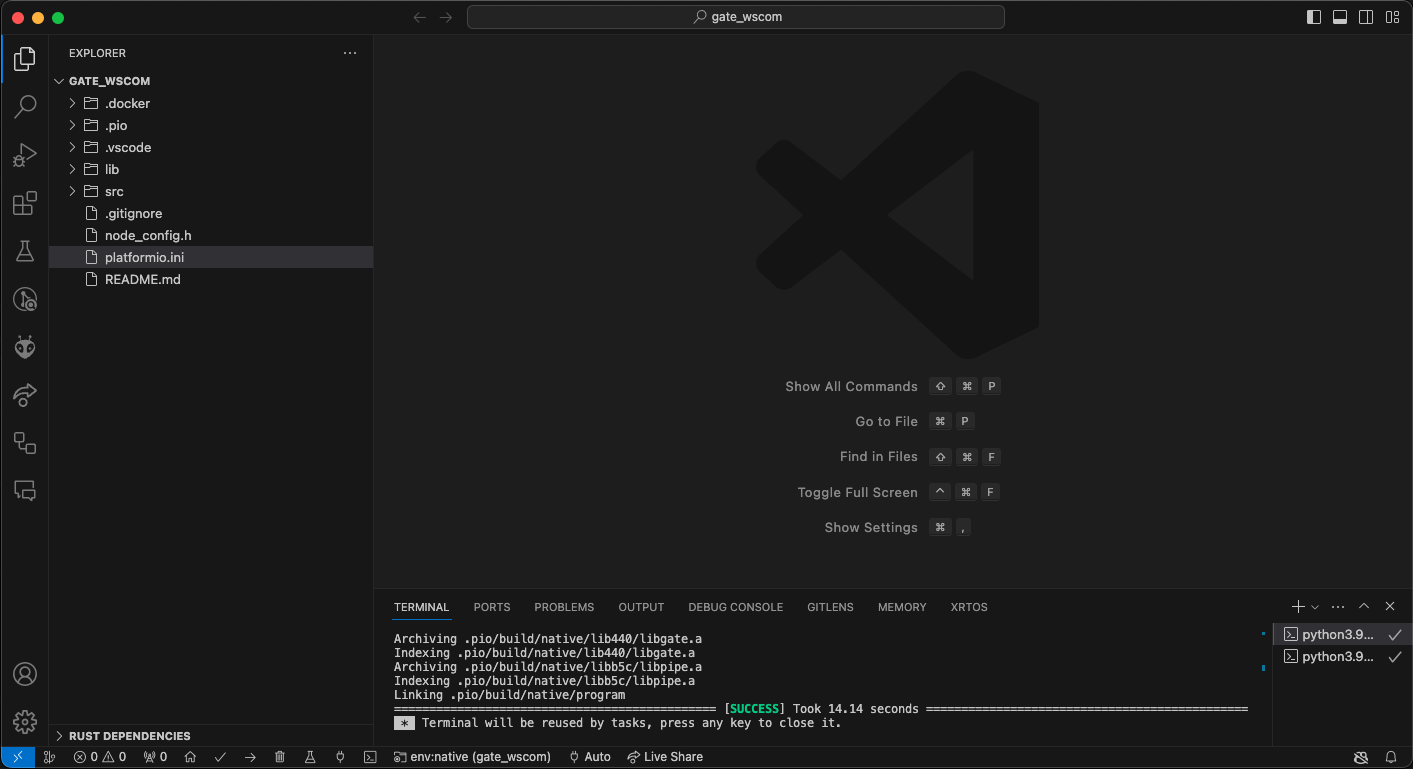 gate_wscom
EXPLORER
GATE_WSCOM
.docker
.pio
.vscode
lib
src
.gitignore
node_config.h
platformio.ini
README.md
RUST DEPENDENCIES
Show All Commands ⇧ ⌘ P
Go to File ⌘ P
Find in Files ⇧ ⌘ F
Toggle Full Screen ^ ⌘ F
Show Settings ⌘ ,
TERMINAL PORTS PROBLEMS OUTPUT DEBUG CONSOLE GITLENS MEMORY XRTOS
Archiving .pio/build/native/lib440/libgate.a
Indexing .pio/build/native/lib440/libgate.a
Archiving .pio/build/native/libb5c/libpipe.a
Indexing .pio/build/native/libb5c/libpipe.a
Linking .pio/build/native/program
============================================== [SUCCESS] Took 14.14 seconds ==============================================
* Terminal will be reused by tasks, press any key to close it.
python3.9...
python3.9...
0 0 0 env:native (gate_wscom) Auto Live Share